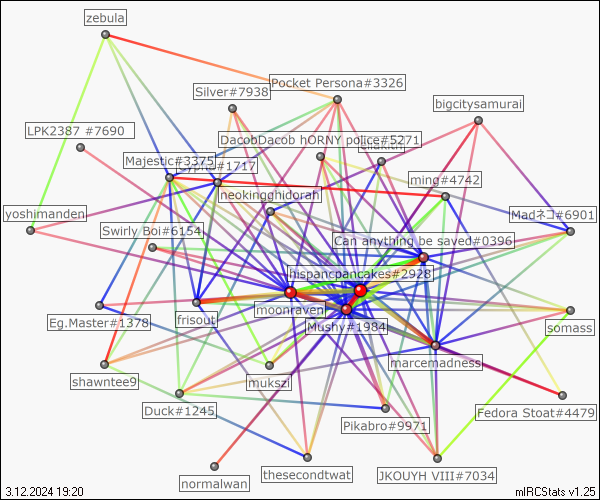 zebula
Pocket Persona#3326
Silver#7938
bigcitysamurai
LPK2387 #7690
DacobDacob hORNY police#5271
Majestic#3375
#1717
ming#4742
neokingghidorah
yoshimanden
Madネコ#6901
Swirly Boi#6154
Can anything be saved#0396
hispancpancakes#2928
moonraven
Eg.Master#1378
frisout
Mushy#1984
somass
marcemadness
shawntee9
mukszi
Duck#1245
Fedora Stoat#4479
Pikabro#9971
normalwan
thesecondtwat
JKOUYH VIII#7034
3.12.2024 19:20
mIRCStats v1.25